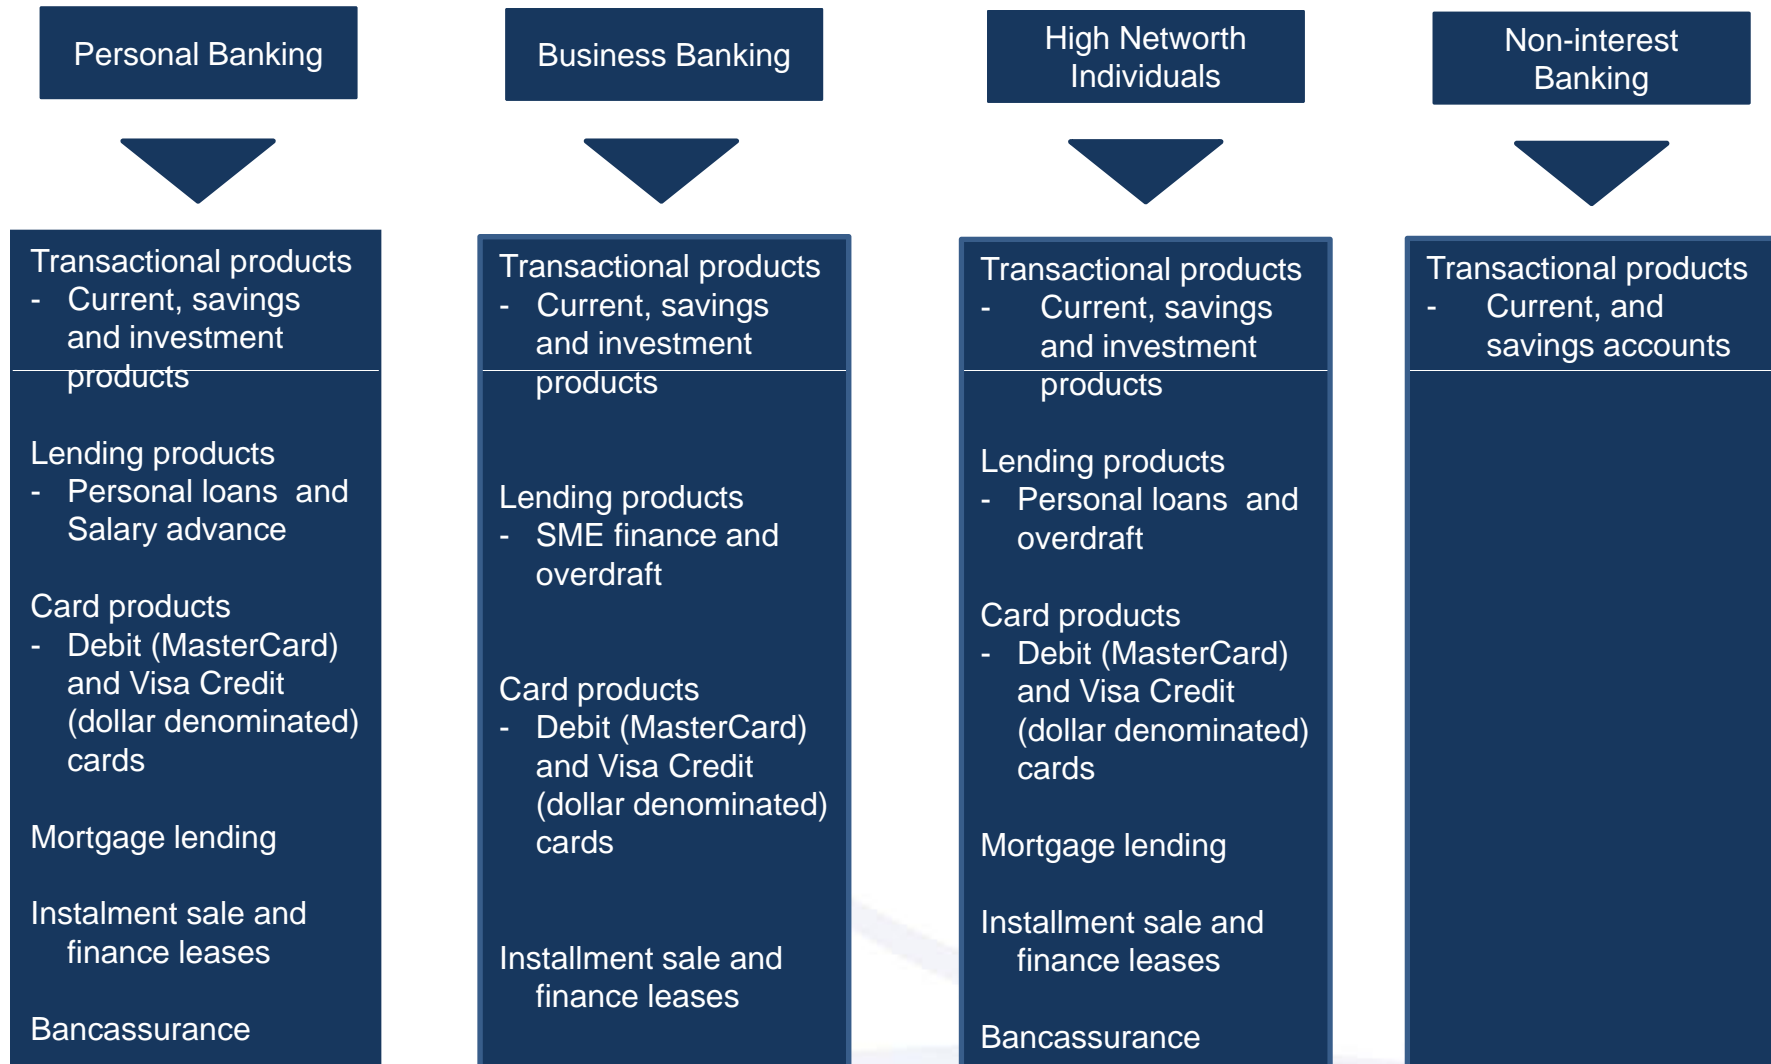 Personal Banking
Business Banking
High Networth
Individuals
Non-interest
Banking
Transactional products
- Current, savings
and investment
products
Lending products
- Personal loans and
Salary advance
Card products
- Debit (MasterCard)
and Visa Credit
(dollar denominated)
cards
Mortgage lending
Instalment sale and
finance leases
Bancassurance
Transactional products
- Current, savings
and investment
products
Lending products
- SME finance and
overdraft
Card products
- Debit (MasterCard)
and Visa Credit
(dollar denominated)
cards
Installment sale and
finance leases
Transactional products
- Current, savings
and investment
products
Lending products
- Personal loans and
overdraft
Card products
- Debit (MasterCard)
and Visa Credit
(dollar denominated)
cards
Mortgage lending
Installment sale and
finance leases
Bancassurance
Transactional products
- Current, and
savings accounts